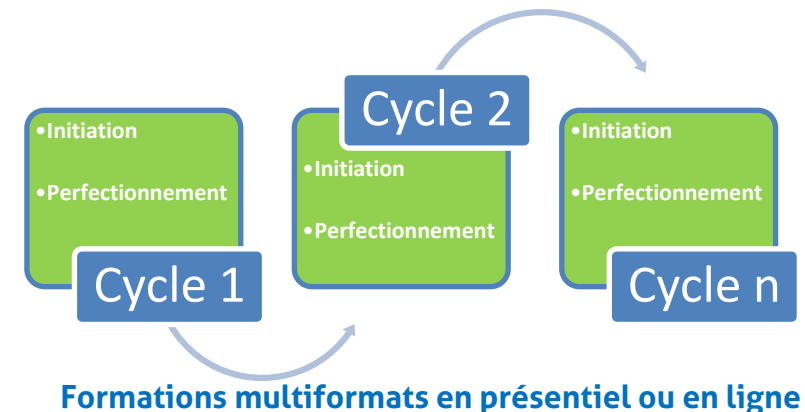 •Initiation
•Perfectionnement
Cycle 1
Cycle 2
•Initiation
•Perfectionnement
•Initiation
•Perfectionnement
Cycle n
Formations multiformats en présentiel ou en ligne